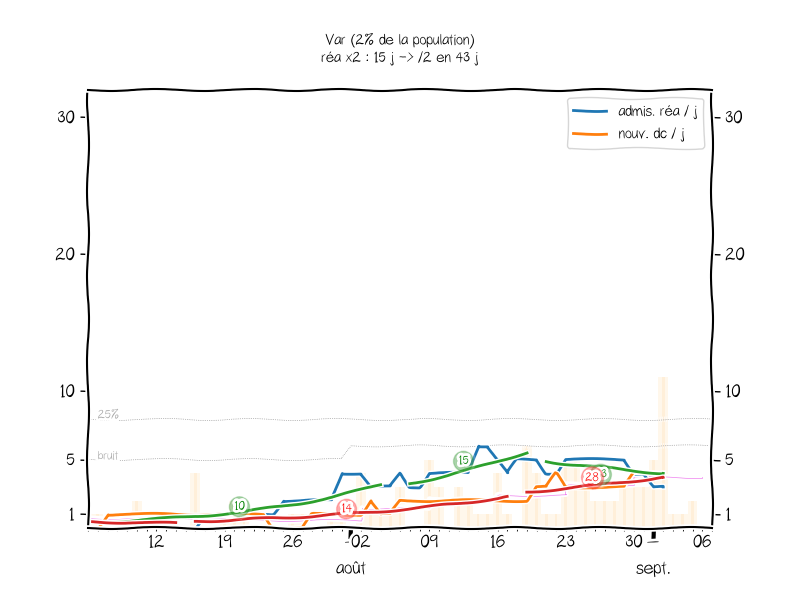 Var (2% de la population)
réa x2 : 15 j -> /2 en 43 j
admis. réa / j
nouv. dc / j
30 30
20 20
10 10
25%
5 bruit 5
15
28 3
10
14
1 1
12 19 26 02 09 16 23 30 06
août sept.